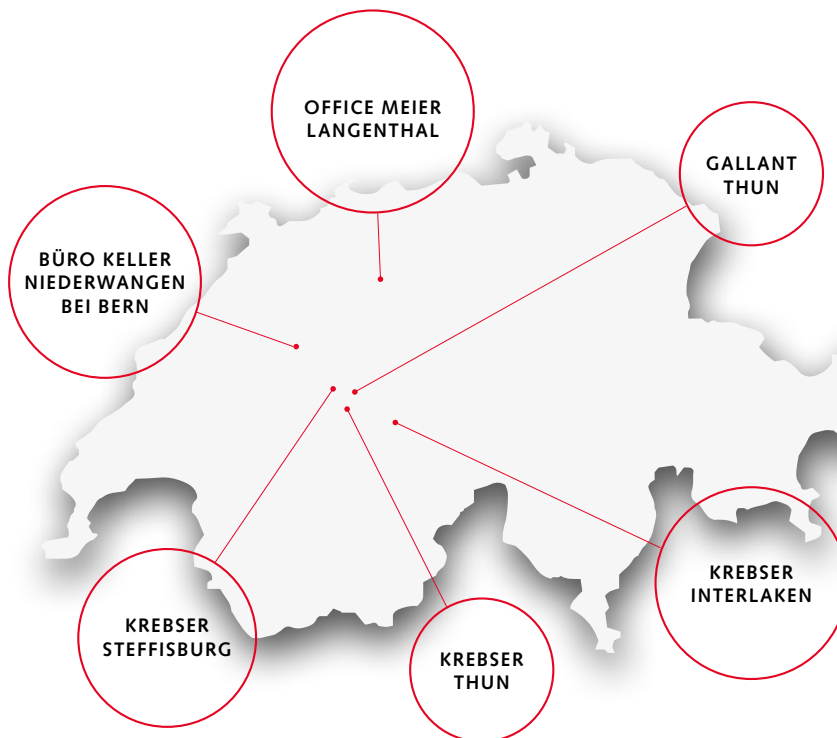 OFFICE MEIER
LANGENTHAL
GALLANT
THUN
BÜRO KELLER
NIEDERWANGEN
BEI BERN
KREBSER
INTERLAKEN
KREBSER
STEFFISBURG
KREBSER
THUN